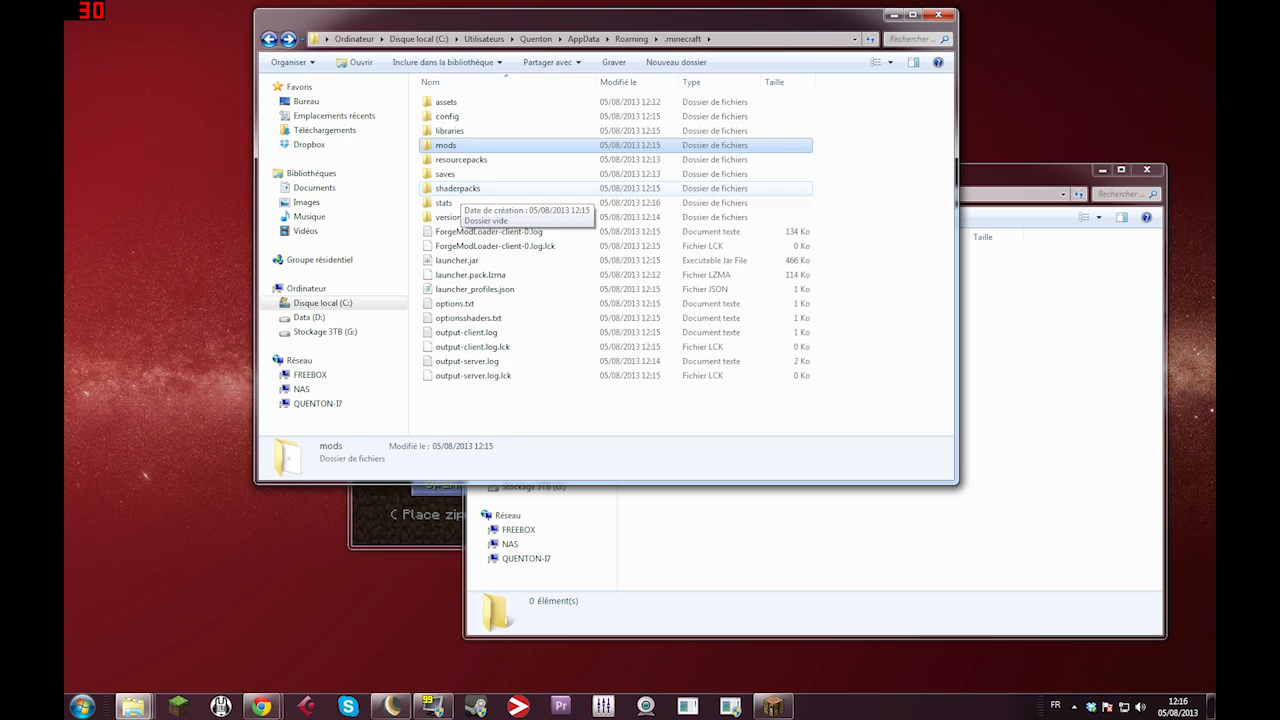 30
Ordinateur Disque local (C:) Utilisateurs Quenton AppData Roaming .minecraft
Rechercher ...
Organiser Ouvrir Inclure dans la bibliothèque Partager avec Graver Nouveau dossier
Nom Modifié le Type Taille
Favoris
Bureau
Emplacements récents
Téléchargements
Dropbox
Bibliothèques
Documents
Images
Musique
Vidéos
Groupe résidentiel
Ordinateur
Disque local (C:)
Data (D:)
Stockage 3TB (G:)
Réseau
FREEBOX
NAS
QUENTON-I7
assets 05/08/2013 12:12 Dossier de fichiers
config 05/08/2013 12:15 Dossier de fichiers
libraries 05/08/2013 12:15 Dossier de fichiers
mods 05/08/2013 12:15 Dossier de fichiers
resourcepacks 05/08/2013 12:13 Dossier de fichiers
saves 05/08/2013 12:13 Dossier de fichiers
shaderpacks 05/08/2013 12:15 Dossier de fichiers
stats 05/08/2013 12:16 Dossier de fichiers
version 05/08/2013 12:14 Dossier de fichiers
Date de création : 05/08/2013 12:15
Dossier vide
ForgeModLoader-client-0.log 05/08/2013 12:15 Document texte 134 Ko
ForgeModLoader-client-0.log.lck 05/08/2013 12:15 Fichier LCK 0 Ko
launcher.jar 05/08/2013 12:15 Executable Jar File 466 Ko
launcher.pack.lzma 05/08/2013 12:12 Fichier LZMA 114 Ko
launcher_profiles.json 05/08/2013 12:15 Fichier JSON 1 Ko
options.txt 05/08/2013 12:15 Document texte 1 Ko
optionsshaders.txt 05/08/2013 12:15 Document texte 1 Ko
output-client.log 05/08/2013 12:15 Document texte 1 Ko
output-client.log.lck 05/08/2013 12:15 Fichier LCK 0 Ko
output-server.log 05/08/2013 12:14 Document texte 2 Ko
output-server.log.lck 05/08/2013 12:15 Fichier LCK 0 Ko
mods Modifié le : 05/08/2013 12:15
Dossier de fichiers
Rechercher ...
Taille
Stockage 3TB (G:)
Réseau
FREEBOX
NAS
QUENTON-I7
0 élément(s)
( Place zip
99
Pr
FR
12:16
05/08/2013